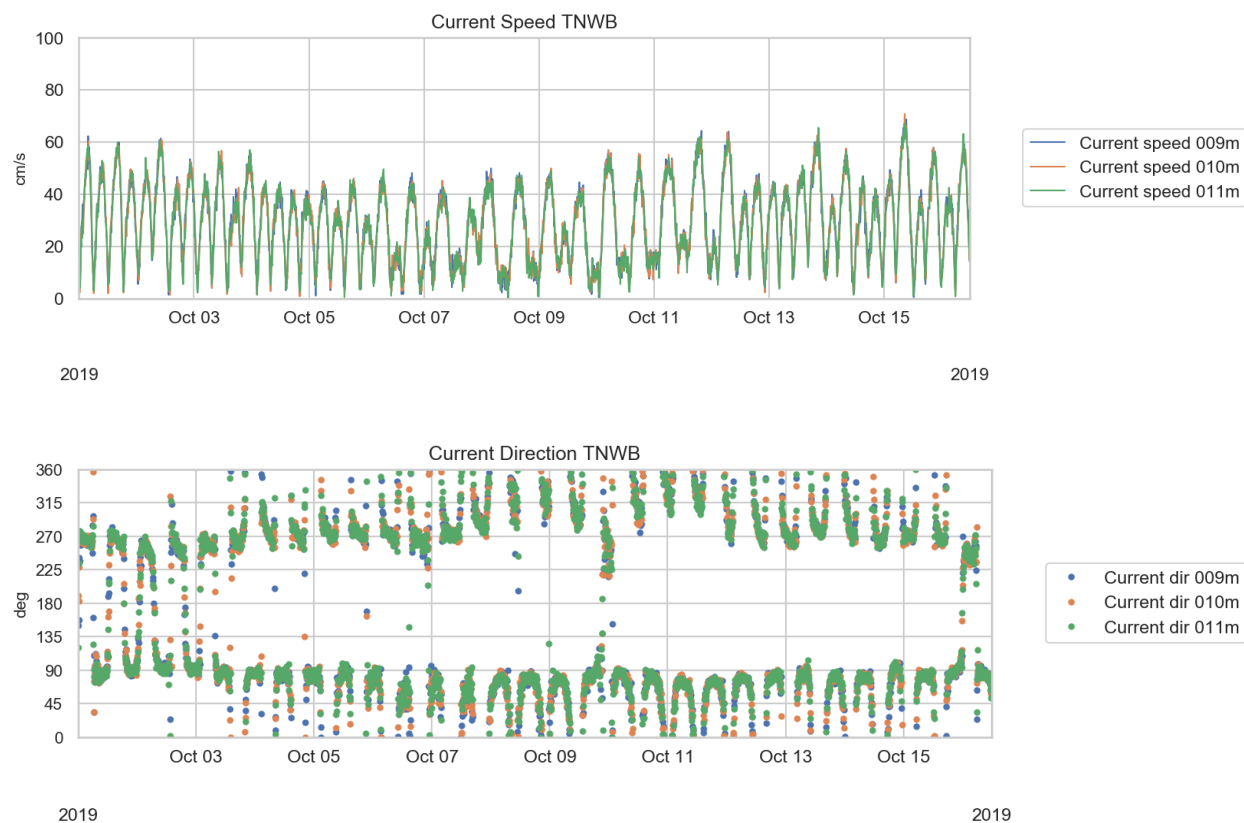 Current Speed TNWB
100
80
60
40
20
0
cm/s
Oct 03 Oct 05 Oct 07 Oct 09 Oct 11 Oct 13 Oct 15
2019 2019
Current speed 009m
Current speed 010m
Current speed 011m
Current Direction TNWB
360
315
270
225
180
135
90
45
0
deg
Oct 03 Oct 05 Oct 07 Oct 09 Oct 11 Oct 13 Oct 15
2019 2019
Current dir 009m
Current dir 010m
Current dir 011m